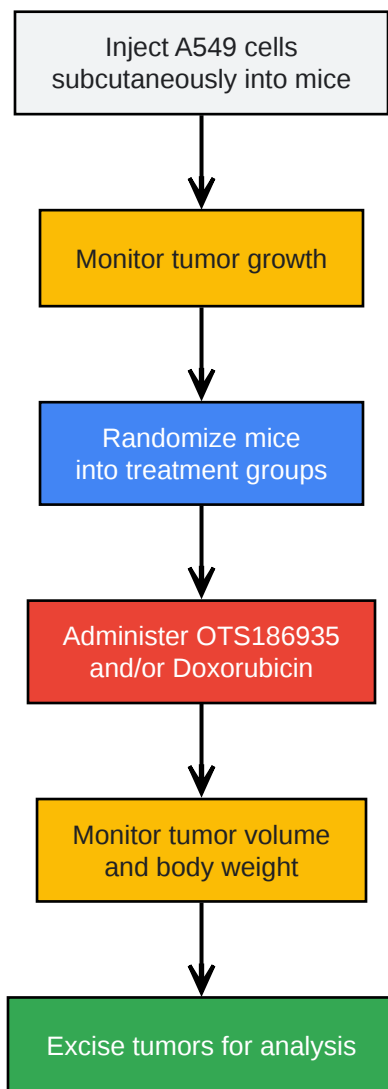 Inject A549 cells
subcutaneously into mice
Monitor tumor growth
Randomize mice
into treatment groups
Administer OTS186935
and/or Doxorubicin
Monitor tumor volume
and body weight
Excise tumors for analysis